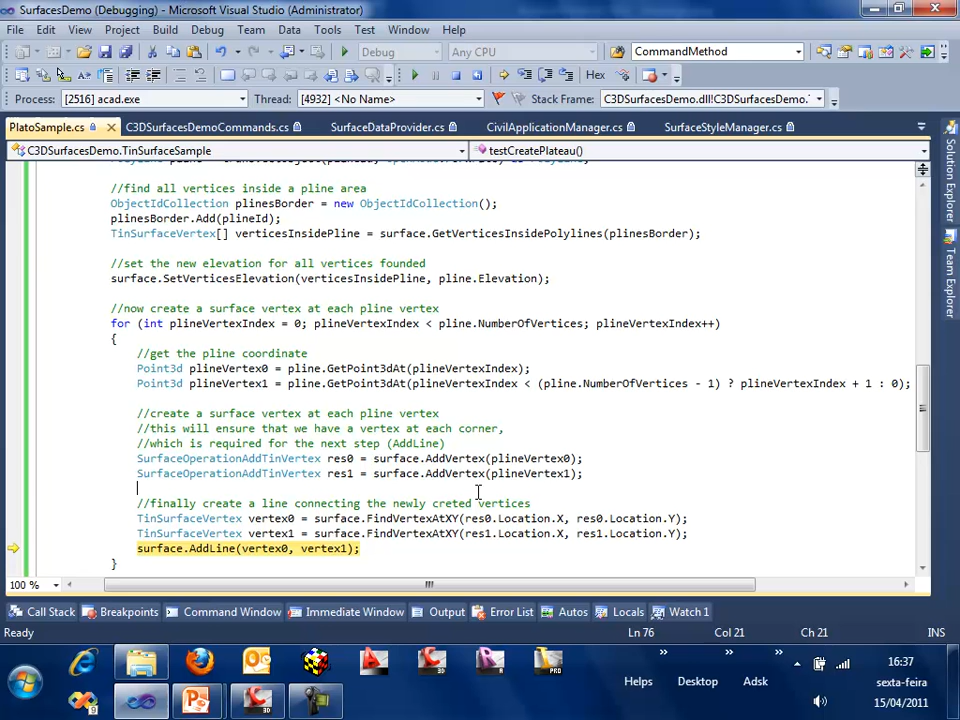 SurfacesDemo (Debugging) - Microsoft Visual Studio (Administrator)
File Edit View Project Build Debug Team Data Tools Test Window Help
Debug Any CPU CommandMethod
Hex
Process: [2516] acad.exe Thread: [4932] <No Name> Stack Frame: C3DSurfacesDemo.dll!C3DSurfacesDemo.
PlatoSample.cs C3DSurfacesDemoCommands.cs SurfaceDataProvider.cs CivilApplicationManager.cs SurfaceStyleManager.cs
C3DSurfacesDemo.TinSurfaceSample testCreatePlateau()
//find all vertices inside a pline area
ObjectIdCollection plinesBorder = new ObjectIdCollection();
plinesBorder.Add(plineId);
TinSurfaceVertex[] verticesInsidePline = surface.GetVerticesInsidePolylines(plinesBorder);
//set the new elevation for all vertices founded
surface.SetVerticesElevation(verticesInsidePline, pline.Elevation);
//now create a surface vertex at each pline vertex
for (int plineVertexIndex = 0; plineVertexIndex < pline.NumberOfVertices; plineVertexIndex++)
{
//get the pline coordinate
Point3d plineVertex0 = pline.GetPoint3dAt(plineVertexIndex);
Point3d plineVertex1 = pline.GetPoint3dAt(plineVertexIndex < (pline.NumberOfVertices - 1) ? plineVertexIndex + 1 : 0);
//create a surface vertex at each pline vertex
//this will ensure that we have a vertex at each corner,
//which is required for the next step (AddLine)
SurfaceOperationAddTinVertex res0 = surface.AddVertex(plineVertex0);
SurfaceOperationAddTinVertex res1 = surface.AddVertex(plineVertex1);
//finally create a line connecting the newly creted vertices
TinSurfaceVertex vertex0 = surface.FindVertexAtXY(res0.Location.X, res0.Location.Y);
TinSurfaceVertex vertex1 = surface.FindVertexAtXY(res1.Location.X, res1.Location.Y);
surface.AddLine(vertex0, vertex1);
}
100 %
Call Stack Breakpoints Command Window Immediate Window Output Error List Autos Locals Watch 1
Ready Ln 76 Col 21 Ch 21 INS
Solution Explorer
Team Explorer
Helps Desktop Adsk
16:37
sexta-feira
15/04/2011